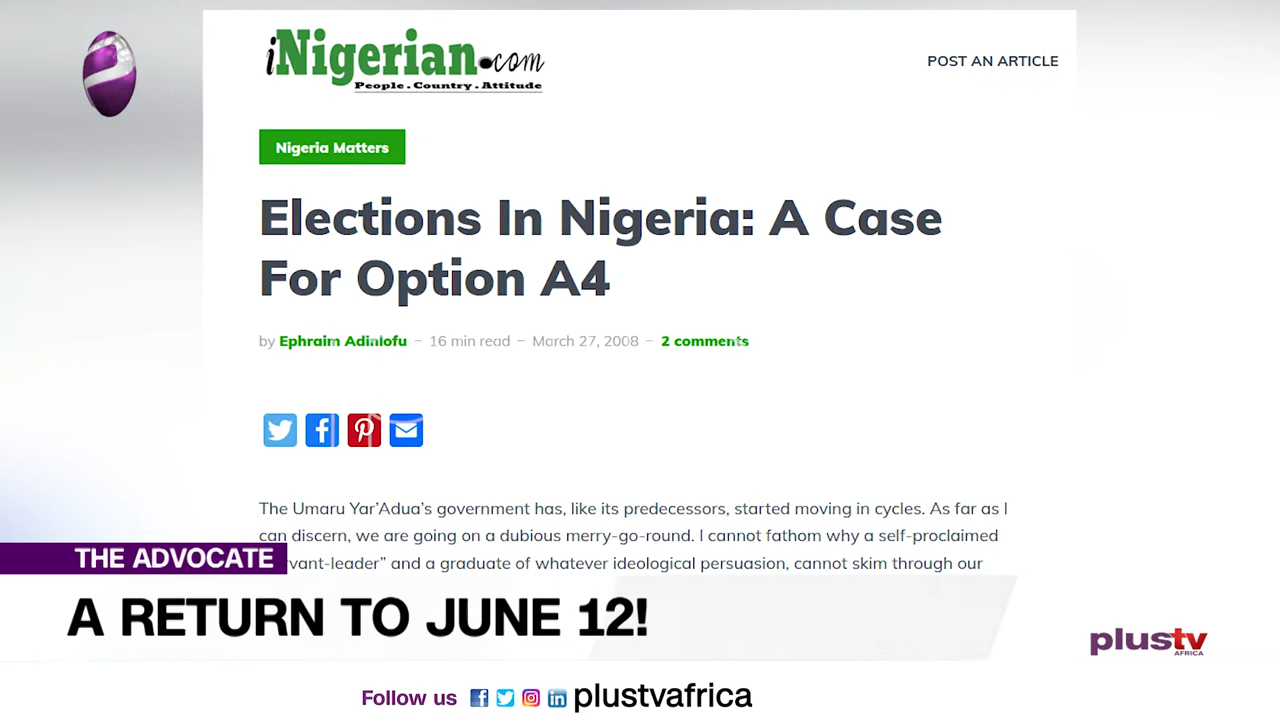 iNigerian.com
People.Country.Attitude
POST AN ARTICLE
Nigeria Matters
Elections In Nigeria: A Case
For Option A4
by Ephraim Adinlofu – 16 min read – March 27, 2008 – 2 comments
The Umaru Yar’Adua’s government has, like its predecessors, started moving in cycles. As far as I
can discern, we are going on a dubious merry-go-round. I cannot fathom why a self-proclaimed
vant-leader” and a graduate of whatever ideological persuasion, cannot skim through our
THE ADVOCATE
A RETURN TO JUNE 12!
plustv
AFRICA
Follow us plustvafrica